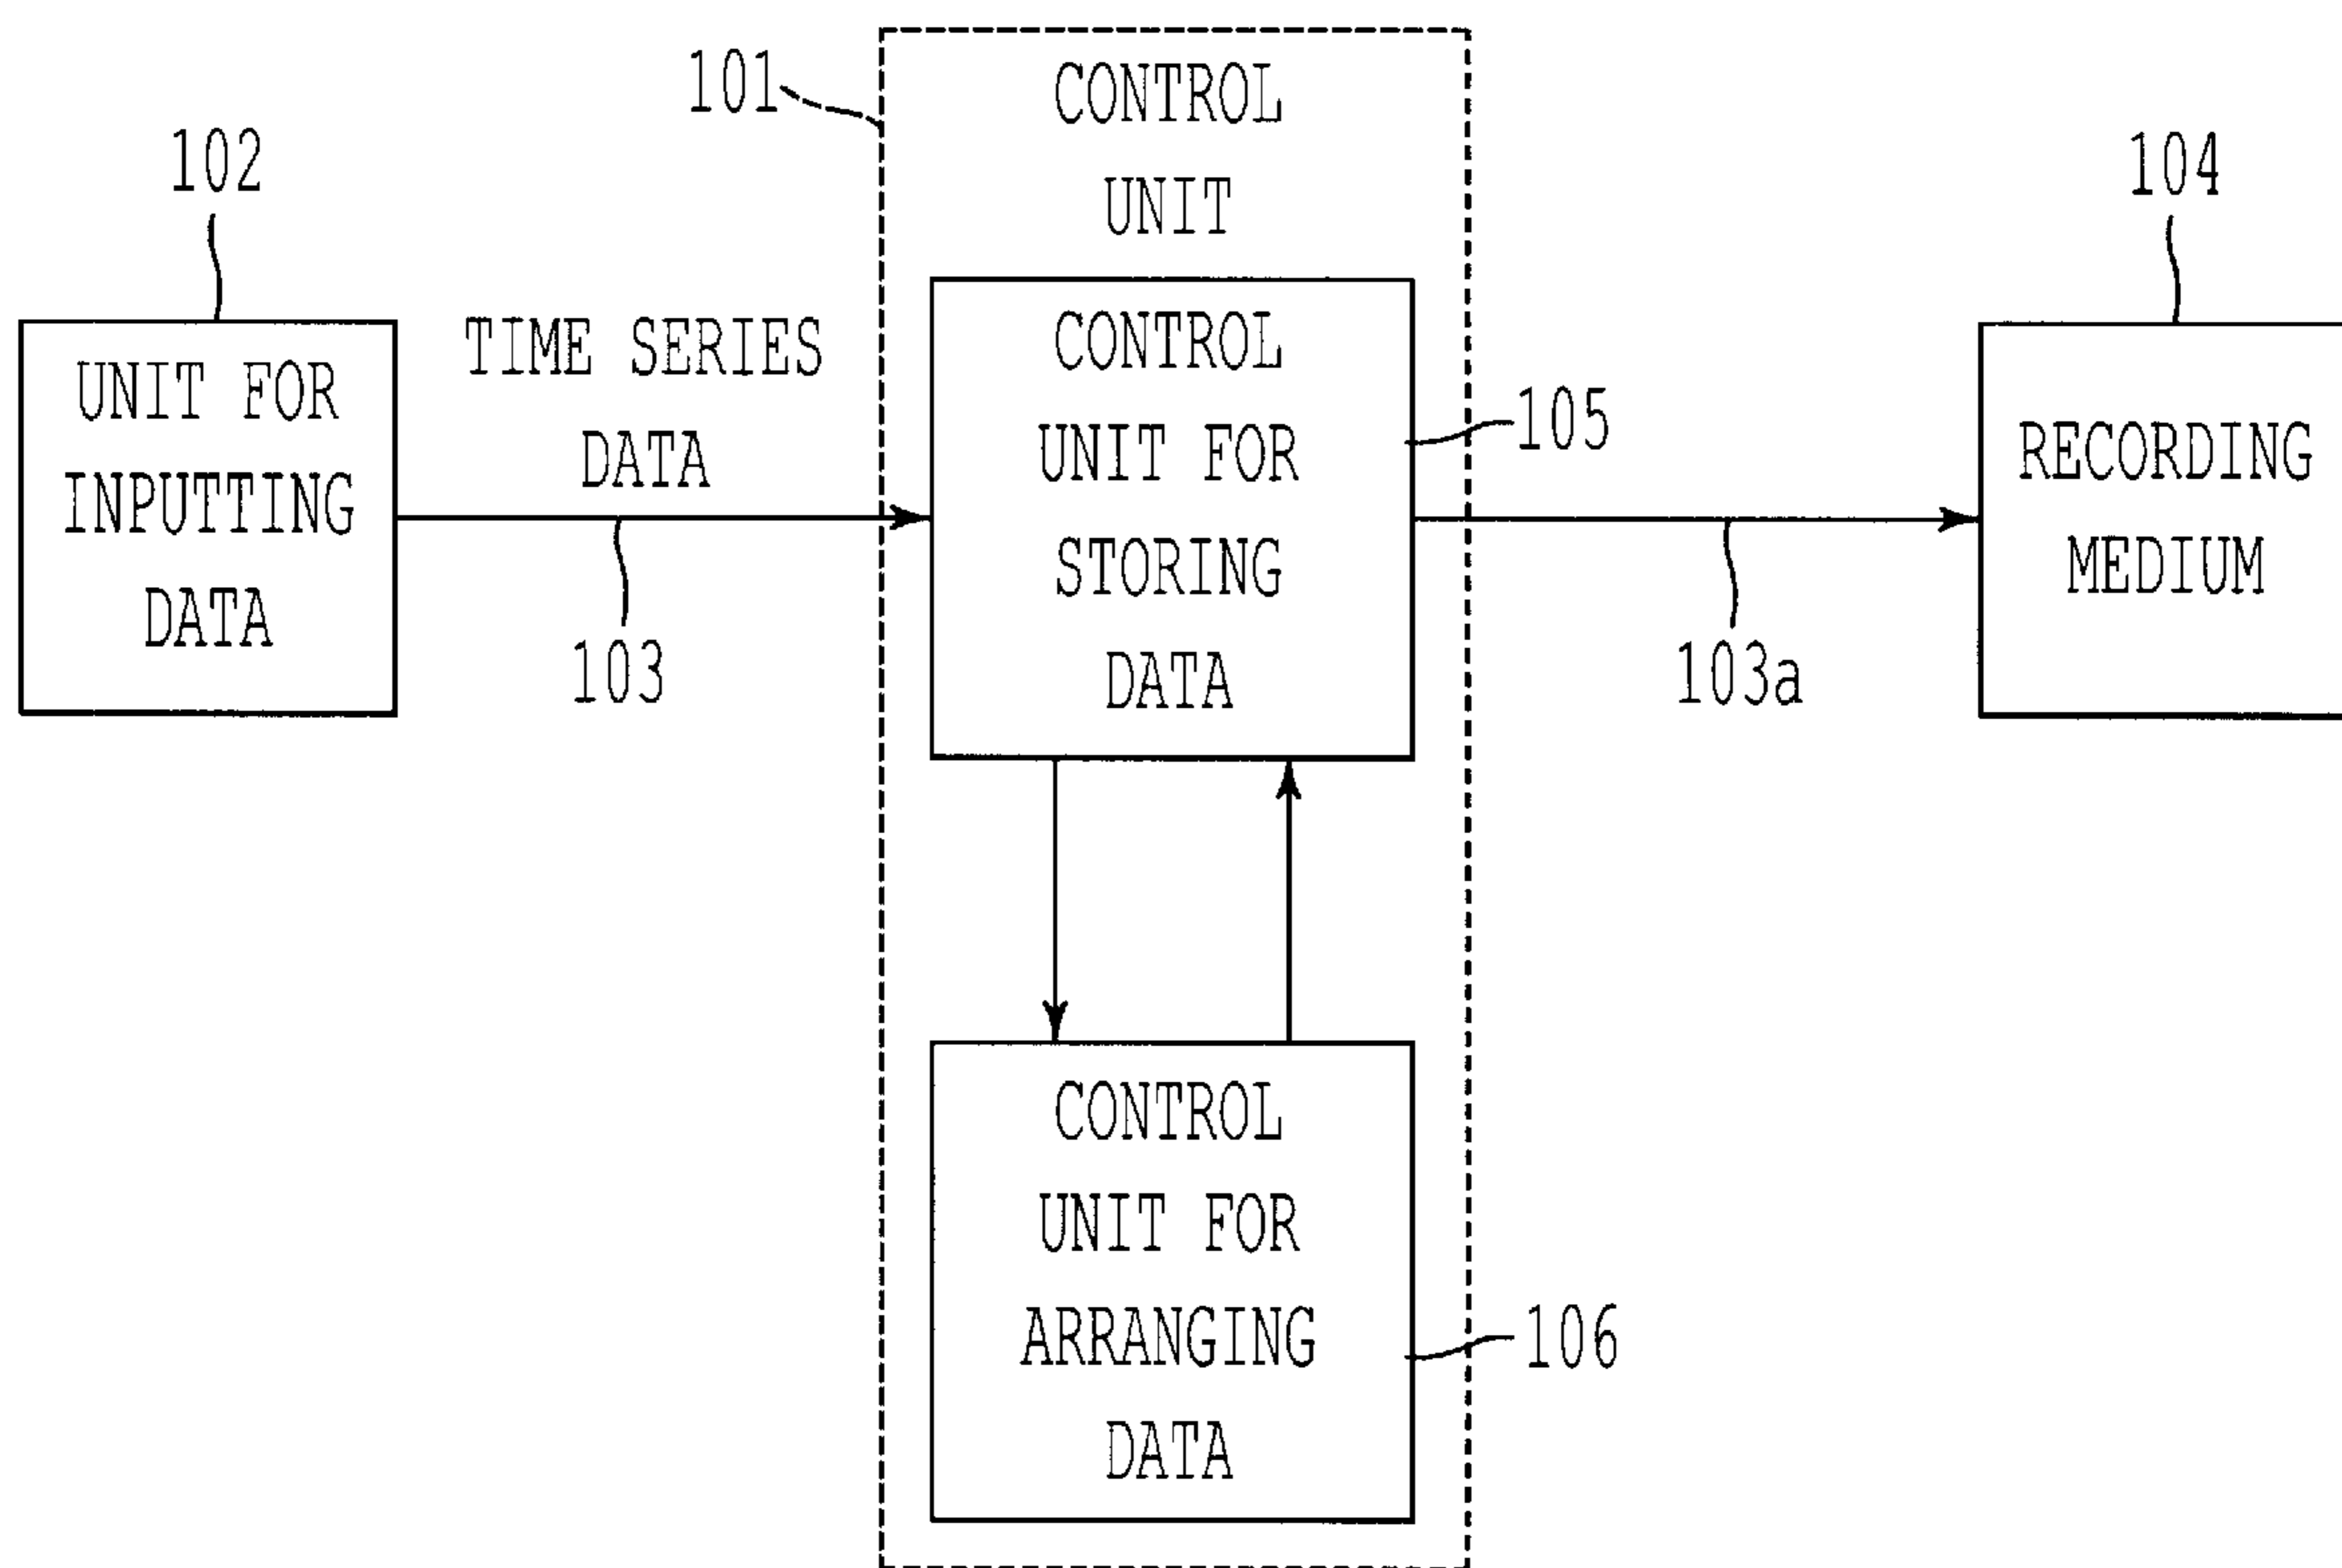 101
CONTROL
UNIT
102
UNIT FOR
INPUTTING
DATA
TIME SERIES
DATA
103
CONTROL
UNIT FOR
STORING
DATA
105
103a
104
RECORDING
MEDIUM
CONTROL
UNIT FOR
ARRANGING
DATA
106